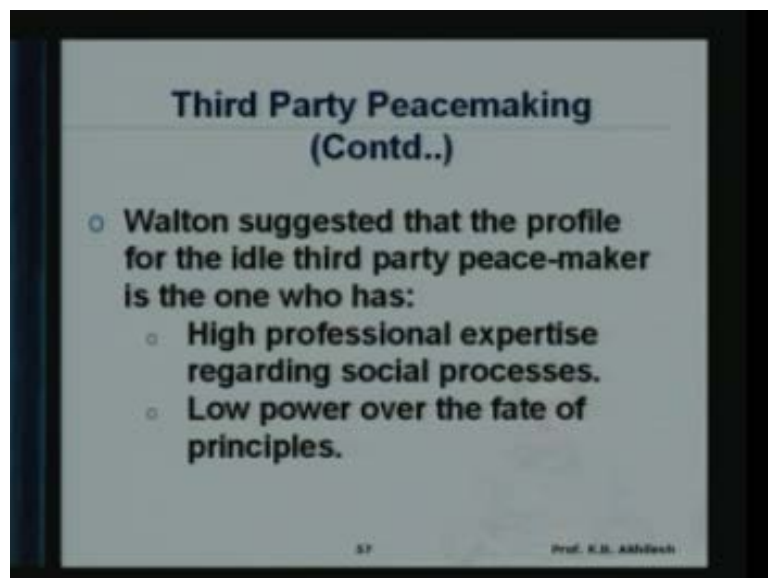 Third Party Peacemaking
(Contd..)
o Walton suggested that the profile
for the idle third party peace-maker
is the one who has:
o High professional expertise
regarding social processes.
o Low power over the fate of
principles.
57
Prof. K.B. Akhilesh